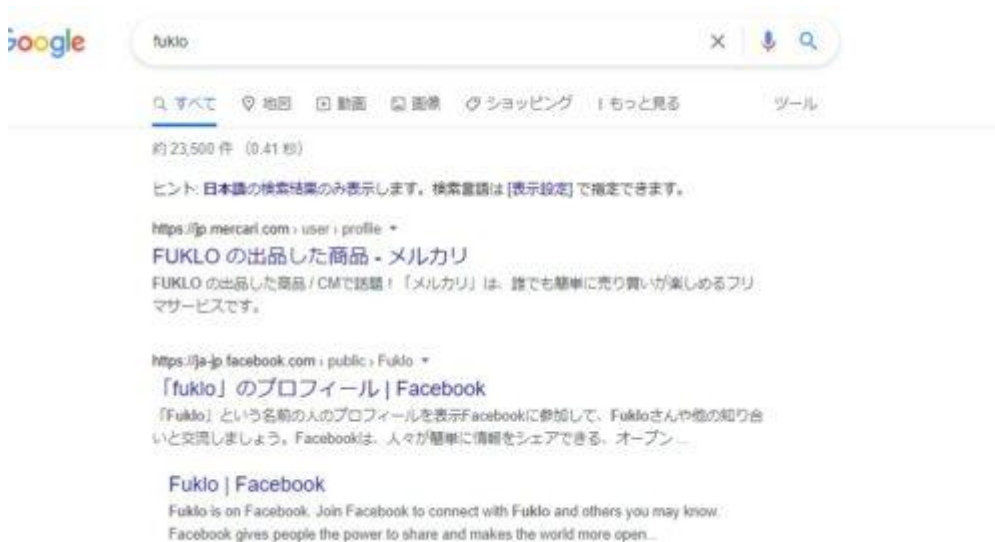 Google
fuklo
すべて 地図 動画 画像 ショッピング もっと見る ツール
約 23,500 件 (0.41 秒)
ヒント: 日本語の検索結果のみ表示します。検索言語は [表示設定] で指定できます。
https://jp.mercari.com › user › profile
FUKLO の出品した商品 - メルカリ
FUKLO の出品した商品 / CMで話題！「メルカリ」は、誰でも簡単に売り買いが楽しめるフリ
マサービスです。
https://ja-jp.facebook.com › public › Fuklo
「fuklo」のプロフィール | Facebook
「Fuklo」という名前の人のプロフィールを表示Facebookに参加して、Fukloさんや他の知り合
いと交流しましょう。Facebookは、人々が簡単に情報をシェアできる、オープン ...
Fuklo | Facebook
Fuklo is on Facebook. Join Facebook to connect with Fuklo and others you may know.
Facebook gives people the power to share and makes the world more open...